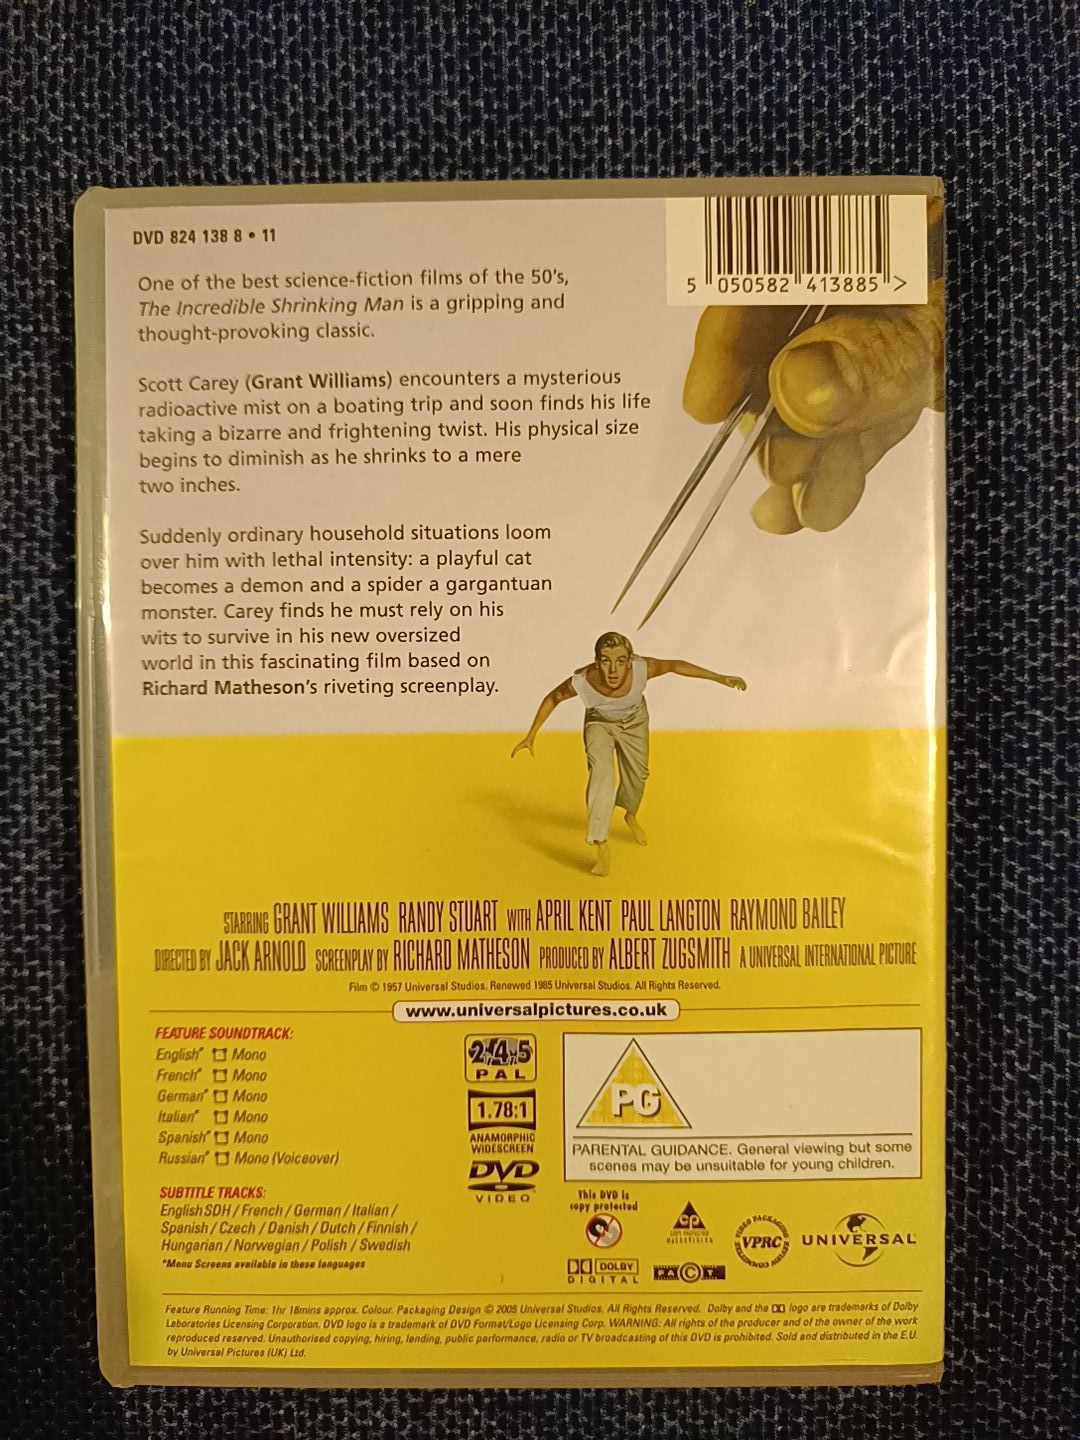 DVD 824 138 8 • 11
5 050582 413885 >
One of the best science-fiction films of the 50's,
The Incredible Shrinking Man is a gripping and
thought-provoking classic.
Scott Carey (Grant Williams) encounters a mysterious
radioactive mist on a boating trip and soon finds his life
taking a bizarre and frightening twist. His physical size
begins to diminish as he shrinks to a mere
two inches.
Suddenly ordinary household situations loom
over him with lethal intensity: a playful cat
becomes a demon and a spider a gargantuan
monster. Carey finds he must rely on his
wits to survive in his new oversized
world in this fascinating film based on
Richard Matheson's riveting screenplay.
STARRING GRANT WILLIAMS RANDY STUART WITH APRIL KENT PAUL LANGTON RAYMOND BAILEY
DIRECTED BY JACK ARNOLD SCREENPLAY BY RICHARD MATHESON PRODUCED BY ALBERT ZUGSMITH A UNIVERSAL INTERNATIONAL PICTURE
Film © 1957 Universal Studios. Renewed 1985 Universal Studios. All Rights Reserved.
www.universalpictures.co.uk
FEATURE SOUNDTRACK:
English* Mono
French* Mono
German* Mono
Italian* Mono
Spanish* Mono
Russian* Mono (Voiceover)
SUBTITLE TRACKS:
English SDH / French / German / Italian /
Spanish / Czech / Danish / Dutch / Finnish /
Hungarian / Norwegian / Polish / Swedish
*Menu Screens available in these languages
2,4,5
PAL
1.78:1
ANAMORPHIC
WIDESCREEN
DVD
VIDEO
PG
PARENTAL GUIDANCE. General viewing but some
scenes may be unsuitable for young children.
This DVD is
copy protected
DOLBY
DIGITAL
CP
COPY PROTECTED
MACROVISION
FACT
VIDEO PACKAGING REVIEW COMMITTEE
VPRC
UNIVERSAL
Feature Running Time: 1hr 18mins approx. Colour. Packaging Design © 2005 Universal Studios. All Rights Reserved. Dolby and the logo are trademarks of Dolby
Laboratories Licensing Corporation. DVD logo is a trademark of DVD Format/Logo Licensing Corp. WARNING: All rights of the producer and of the owner of the work
reproduced reserved. Unauthorised copying, hiring, lending, public performance, radio or TV broadcasting of this DVD is prohibited. Sold and distributed in the E.U.
by Universal Pictures (UK) Ltd.